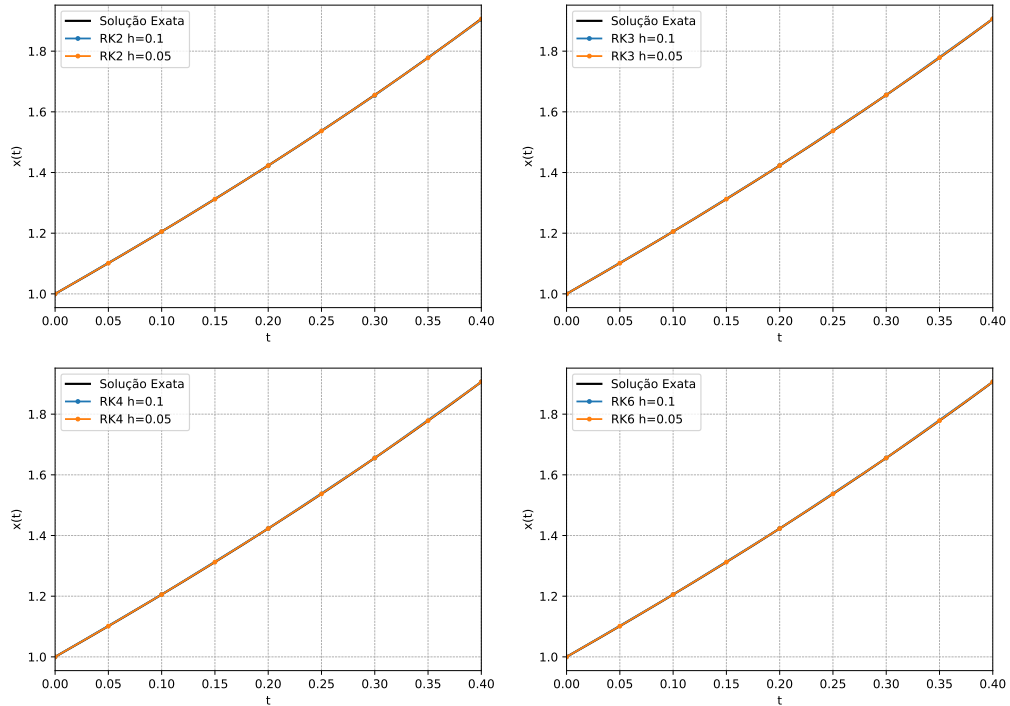 Solução Exata
RK2 h=0.1
RK2 h=0.05
1.8
1.6
1.4
1.2
1.0
x(t)
0.00 0.05 0.10 0.15 0.20 0.25 0.30 0.35 0.40
t
Solução Exata
RK3 h=0.1
RK3 h=0.05
1.8
1.6
1.4
1.2
1.0
x(t)
0.00 0.05 0.10 0.15 0.20 0.25 0.30 0.35 0.40
t
Solução Exata
RK4 h=0.1
RK4 h=0.05
1.8
1.6
1.4
1.2
1.0
x(t)
0.00 0.05 0.10 0.15 0.20 0.25 0.30 0.35 0.40
t
Solução Exata
RK6 h=0.1
RK6 h=0.05
1.8
1.6
1.4
1.2
1.0
x(t)
0.00 0.05 0.10 0.15 0.20 0.25 0.30 0.35 0.40
t